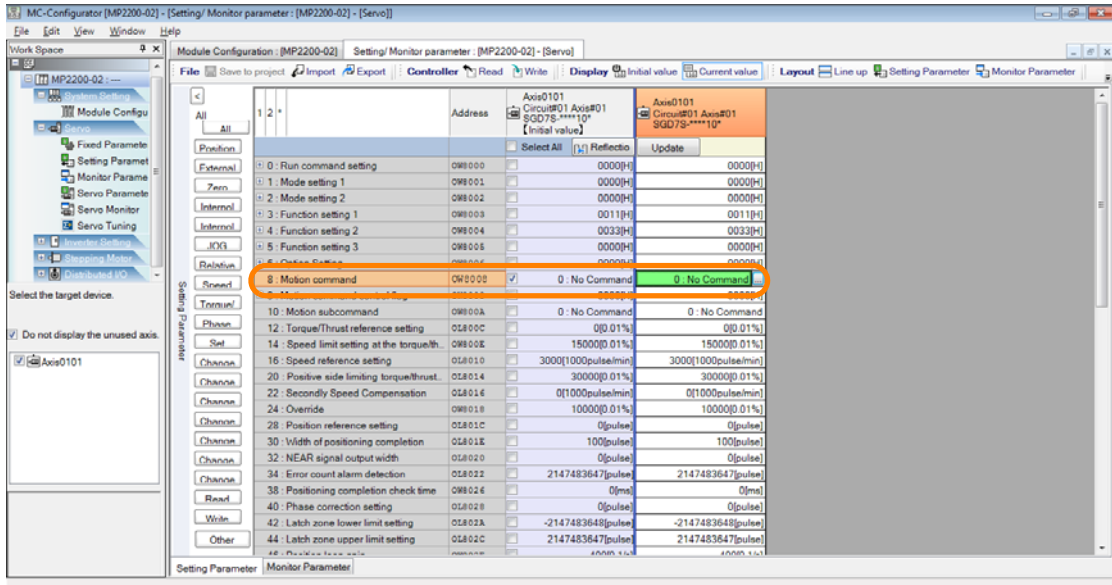 MC-Configurator [MP2200-02] - [Setting/ Monitor parameter : [MP2200-02] - [Servo]]
File Edit View Window Help
Work Space
Module Configuration : [MP2200-02] Setting/ Monitor parameter : [MP2200-02] - [Servo]
File Save to project Import Export Controller Read Write Display Initial value Current value Layout Line up Setting Parameter Monitor Parameter
MP2200-02 : ---
System Setting
Module Configu
Servo
Fixed Paramete
Setting Paramet
Monitor Parame
Servo Paramete
Servo Monitor
Servo Tuning
Inverter Setting
Stepping Motor
Distributed I/O
Select the target device.
Do not display the unused axis.
Axis0101
Setting Parameter
<
All
All
Position
External
Zero
Internal
Internal
JOG
Relative
Speed
Torque/
Phase
Set
Change
Change
Change
Change
Change
Change
Change
Read
Write
Other
1 2 * Address Axis0101 Circuit#01 Axis#01 SGD7S-****10* 【Initial value】 Axis0101 Circuit#01 Axis#01 SGD7S-****10*
Select All Reflectio Update
0 : Run command setting OW8000 0000[H] 0000[H]
1 : Mode setting 1 OW8001 0000[H] 0000[H]
2 : Mode setting 2 OW8002 0000[H] 0000[H]
3 : Function setting 1 OW8003 0011[H] 0011[H]
4 : Function setting 2 OW8004 0033[H] 0033[H]
5 : Function setting 3 OW8005 0000[H] 0000[H]
8 : Motion command OW8008 0 : No Command 0 : No Command
10 : Motion subcommand OW800A 0 : No Command 0 : No Command
12 : Torque/Thrust reference setting OL800C 0[0.01%] 0[0.01%]
14 : Speed limit setting at the torque/th.. OW800E 15000[0.01%] 15000[0.01%]
16 : Speed reference setting OL8010 3000[1000pulse/min] 3000[1000pulse/min]
20 : Positive side limiting torque/thrust.. OL8014 30000[0.01%] 30000[0.01%]
22 : Secondly Speed Compensation OL8016 0[1000pulse/min] 0[1000pulse/min]
24 : Override OW8018 10000[0.01%] 10000[0.01%]
28 : Position reference setting OL801C 0[pulse] 0[pulse]
30 : Width of positioning completion OL801E 100[pulse] 100[pulse]
32 : NEAR signal output width OL8020 0[pulse] 0[pulse]
34 : Error count alarm detection OL8022 2147483647[pulse] 2147483647[pulse]
38 : Positioning completion check time OW8026 0[ms] 0[ms]
40 : Phase correction setting OL8028 0[pulse] 0[pulse]
42 : Latch zone lower limit setting OL802A -2147483648[pulse] -2147483648[pulse]
44 : Latch zone upper limit setting OL802C 2147483647[pulse] 2147483647[pulse]
Setting Parameter Monitor Parameter